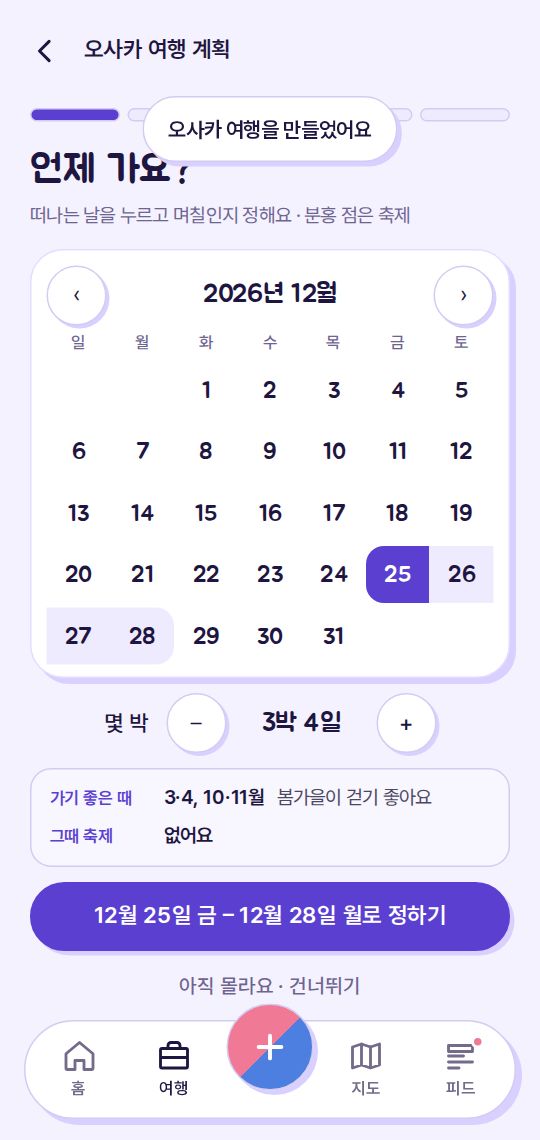 오사카 여행 계획
오사카 여행을 만들었어요
언제 가요?
떠나는 날을 누르고 며칠인지 정해요 · 분홍 점은 축제
‹ 2026년 12월 ›
일 월 화 수 목 금 토
1 2 3 4 5
6 7 8 9 10 11 12
13 14 15 16 17 18 19
20 21 22 23 24 25 26
27 28 29 30 31
몇 박 − 3박 4일 +
가기 좋은 때 3·4, 10·11월 봄가을이 걷기 좋아요
그때 축제 없어요
12월 25일 금 – 12월 28일 월로 정하기
아직 몰라요 · 건너뛰기
홈 여행 지도 피드